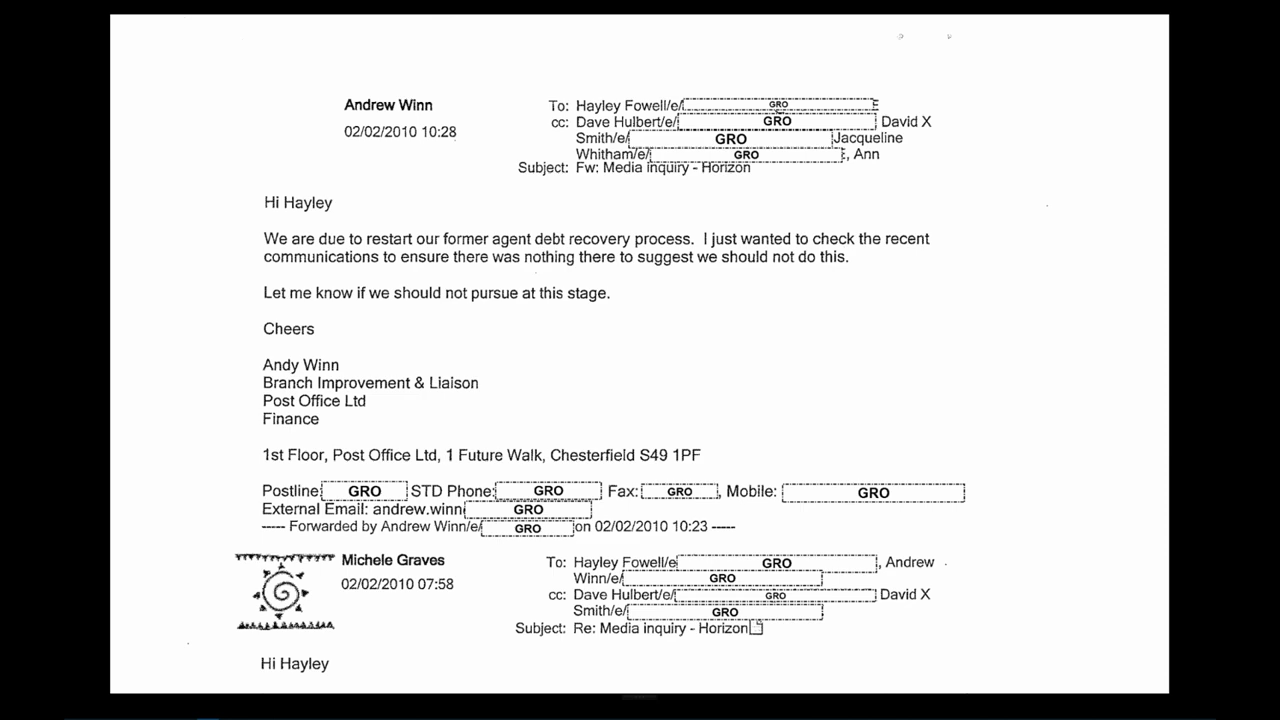 Andrew Winn
02/02/2010 10:28
To: Hayley Fowell/e/ GRO
cc: Dave Hulbert/e/ GRO David X
Smith/e/ GRO Jacqueline
Whitham/e/ GRO , Ann
Subject: Fw: Media inquiry - Horizon
Hi Hayley
We are due to restart our former agent debt recovery process. I just wanted to check the recent
communications to ensure there was nothing there to suggest we should not do this.
Let me know if we should not pursue at this stage.
Cheers
Andy Winn
Branch Improvement & Liaison
Post Office Ltd
Finance
1st Floor, Post Office Ltd, 1 Future Walk, Chesterfield S49 1PF
Postline: GRO STD Phone: GRO Fax: GRO , Mobile: GRO
External Email: andrew.winn GRO
----- Forwarded by Andrew Winn/e/ GRO on 02/02/2010 10:23 -----
Michele Graves
02/02/2010 07:58
To: Hayley Fowell/e GRO , Andrew
Winn/e/ GRO
cc: Dave Hulbert/e/ GRO David X
Smith/e/ GRO
Subject: Re: Media inquiry - Horizon
Hi Hayley